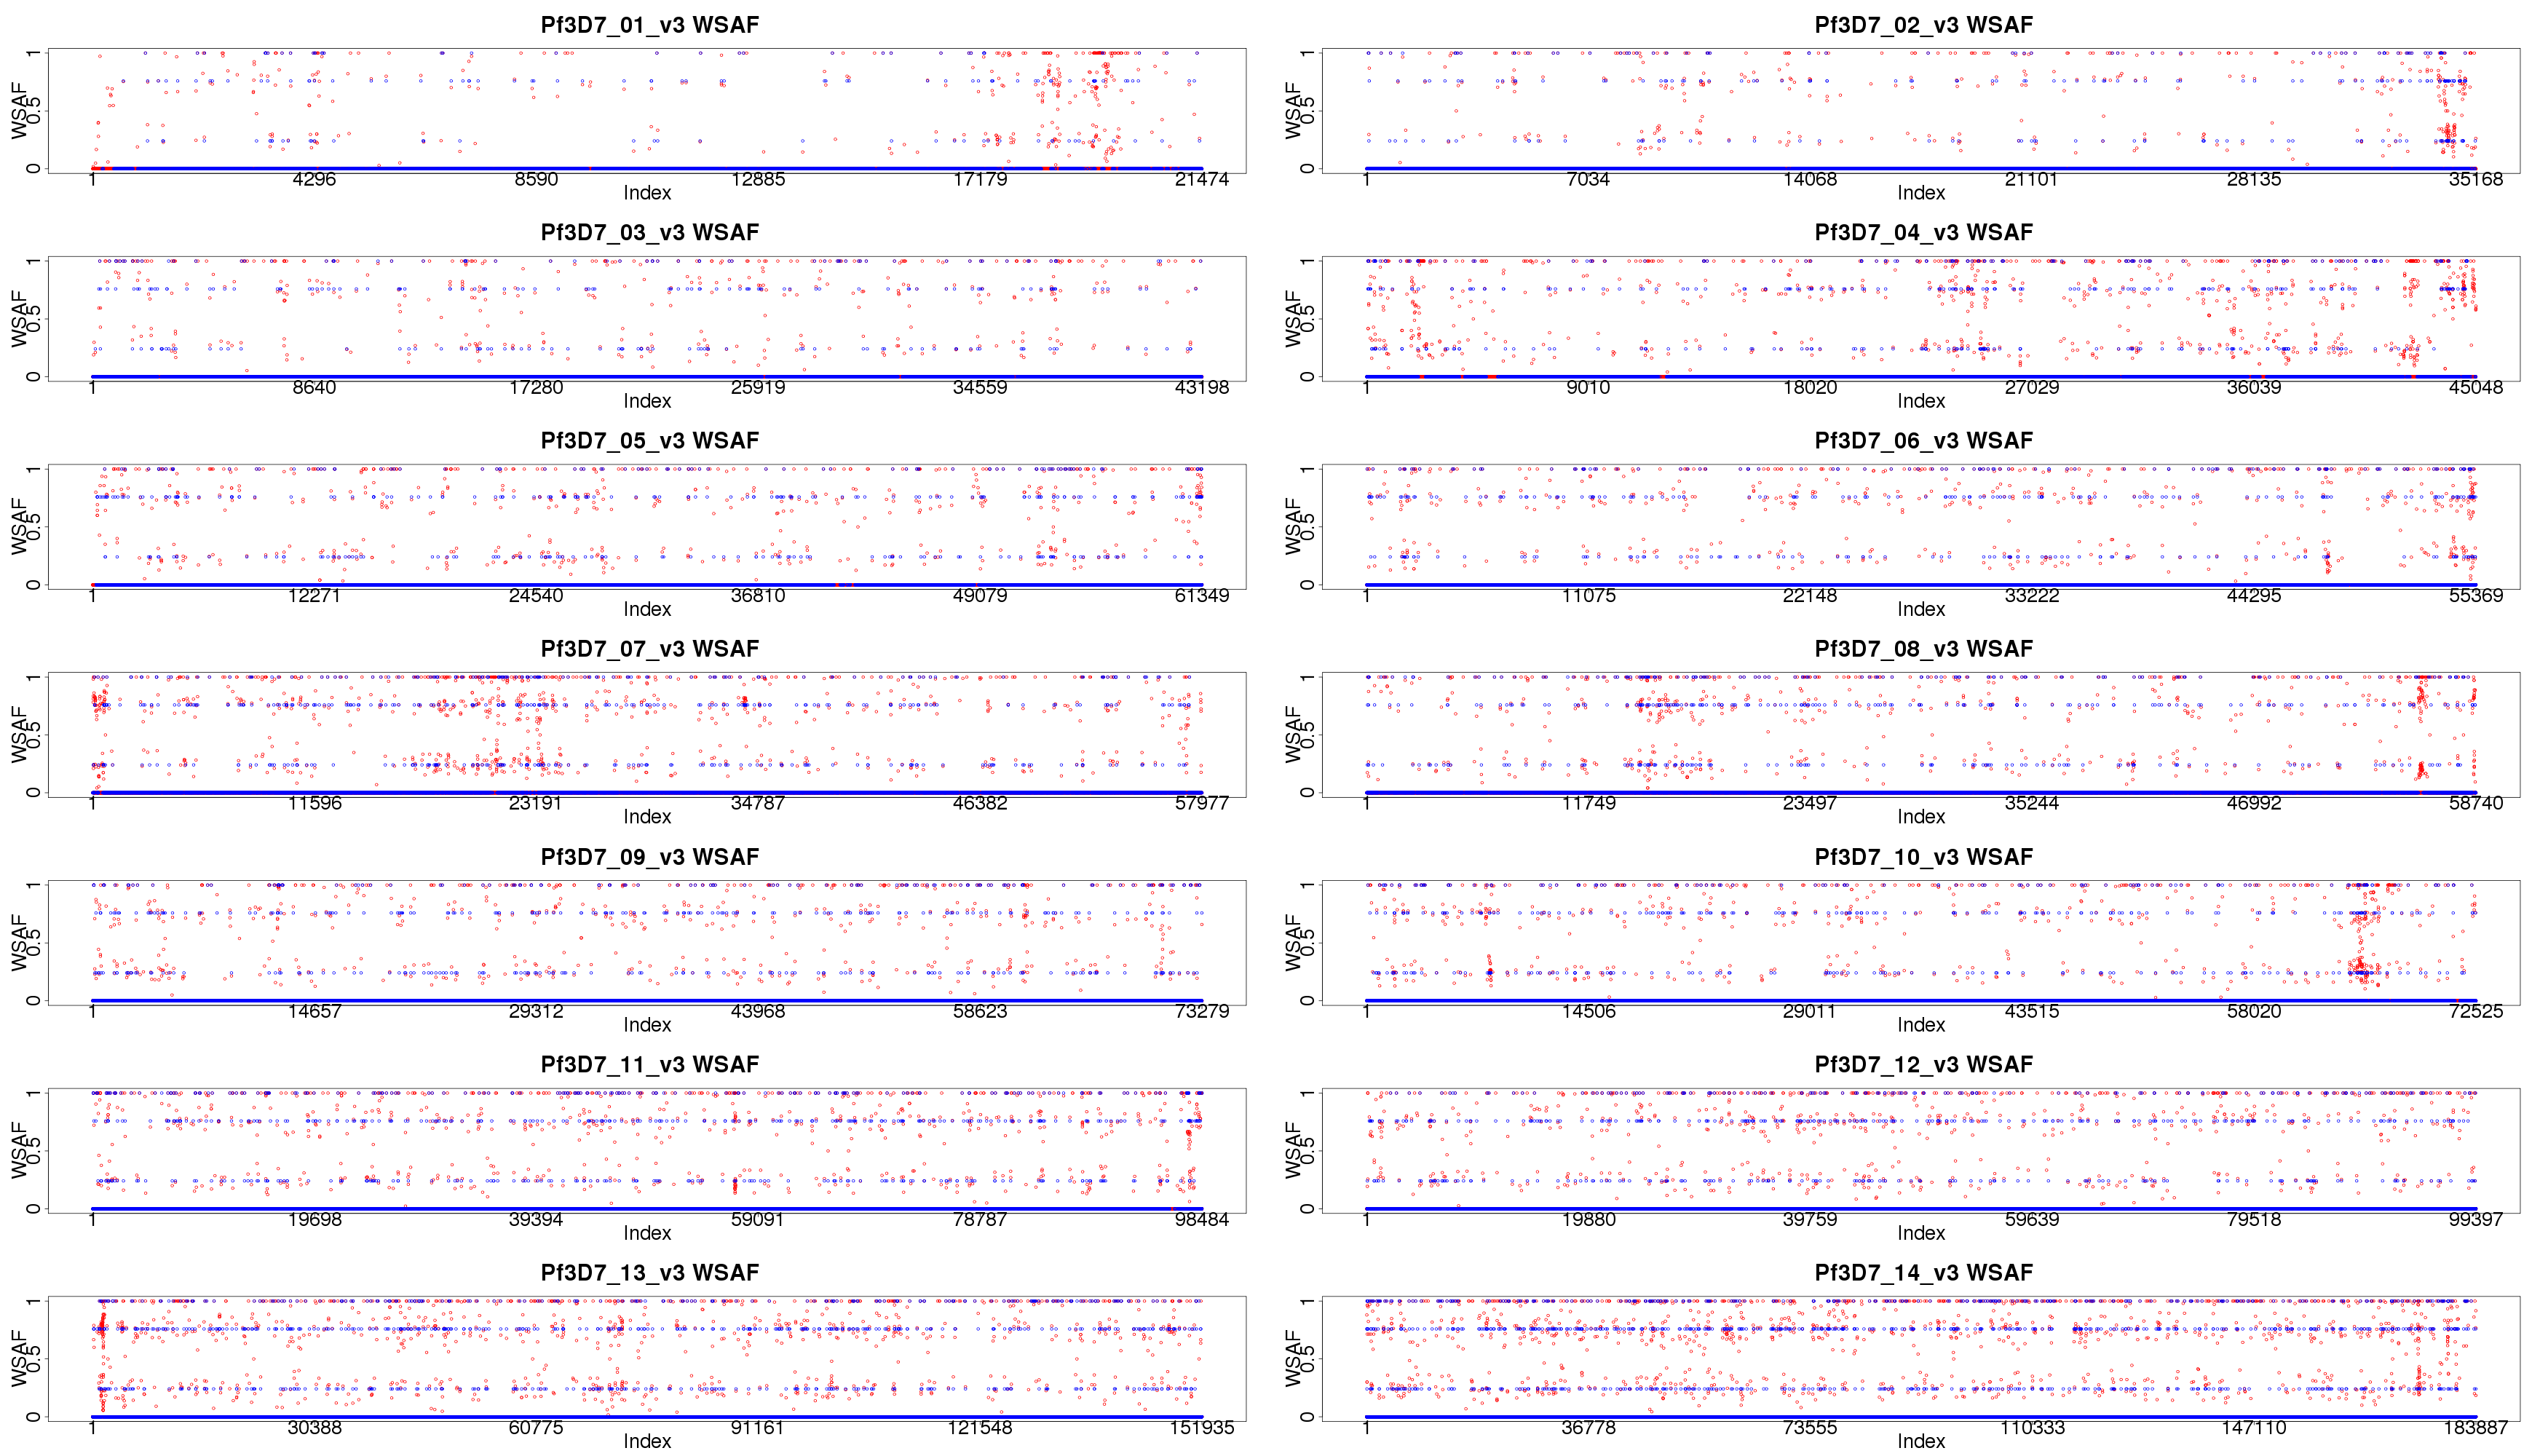 Pf3D7_01_v3 WSAF
WSAF
0 0.5 1
1 4296 8590 12885 17179 21474
Index
Pf3D7_02_v3 WSAF
WSAF
0 0.5 1
1 7034 14068 21101 28135 35168
Index
Pf3D7_03_v3 WSAF
WSAF
0 0.5 1
1 8640 17280 25919 34559 43198
Index
Pf3D7_04_v3 WSAF
WSAF
0 0.5 1
1 9010 18020 27029 36039 45048
Index
Pf3D7_05_v3 WSAF
WSAF
0 0.5 1
1 12271 24540 36810 49079 61349
Index
Pf3D7_06_v3 WSAF
WSAF
0 0.5 1
1 11075 22148 33222 44295 55369
Index
Pf3D7_07_v3 WSAF
WSAF
0 0.5 1
1 11596 23191 34787 46382 57977
Index
Pf3D7_08_v3 WSAF
WSAF
0 0.5 1
1 11749 23497 35244 46992 58740
Index
Pf3D7_09_v3 WSAF
WSAF
0 0.5 1
1 14657 29312 43968 58623 73279
Index
Pf3D7_10_v3 WSAF
WSAF
0 0.5 1
1 14506 29011 43515 58020 72525
Index
Pf3D7_11_v3 WSAF
WSAF
0 0.5 1
1 19698 39394 59091 78787 98484
Index
Pf3D7_12_v3 WSAF
WSAF
0 0.5 1
1 19880 39759 59639 79518 99397
Index
Pf3D7_13_v3 WSAF
WSAF
0 0.5 1
1 30388 60775 91161 121548 151935
Index
Pf3D7_14_v3 WSAF
WSAF
0 0.5 1
1 36778 73555 110333 147110 183887
Index